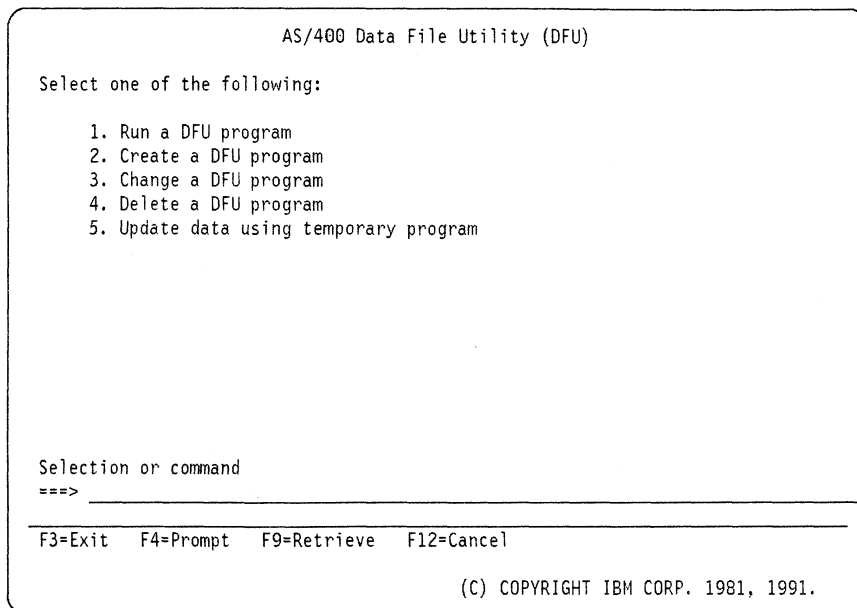 AS/400 Data File Utility (DFU)
Select one of the following:
1. Run a DFU program
2. Create a DFU program
3. Change a DFU program
4. Delete a DFU program
5. Update data using temporary program
Selection or command
===>
F3=Exit F4=Prompt F9=Retrieve F12=Cancel
(C) COPYRIGHT IBM CORP. 1981, 1991.